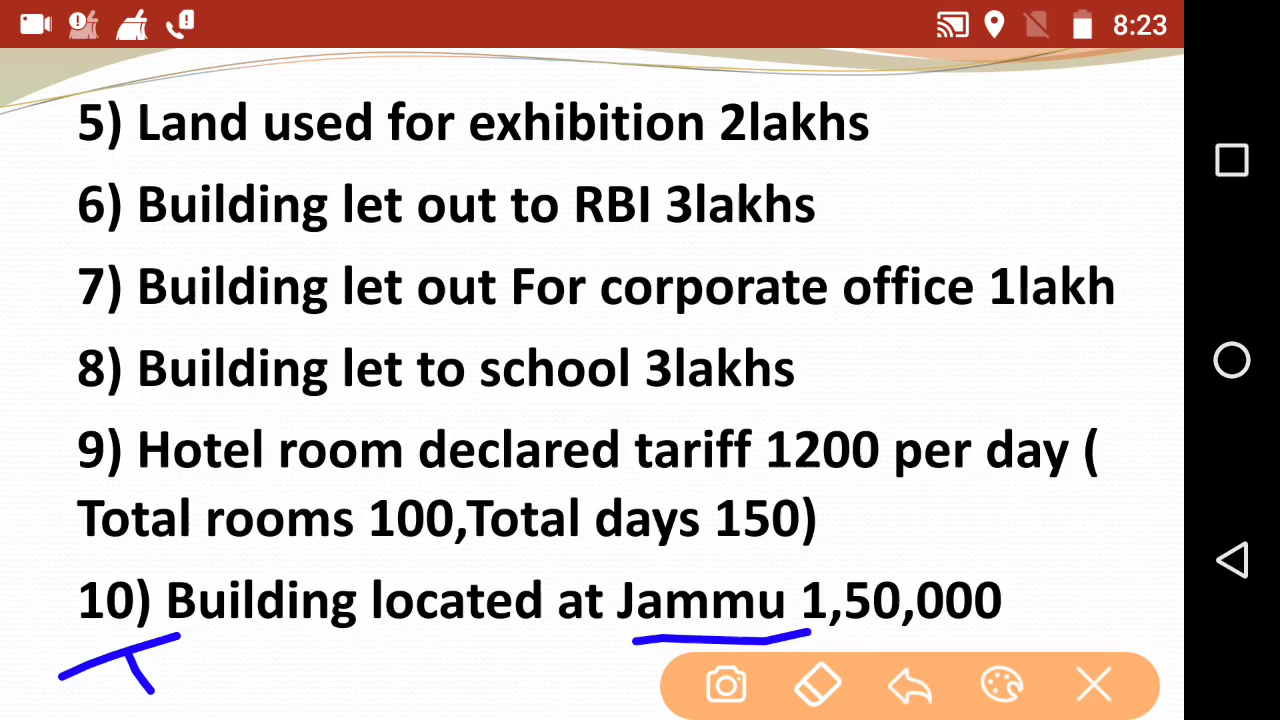 8:23
5) Land used for exhibition 2lakhs
6) Building let out to RBI 3lakhs
7) Building let out For corporate office 1lakh
8) Building let to school 3lakhs
9) Hotel room declared tariff 1200 per day (
Total rooms 100,Total days 150)
10) Building located at Jammu 1,50,000